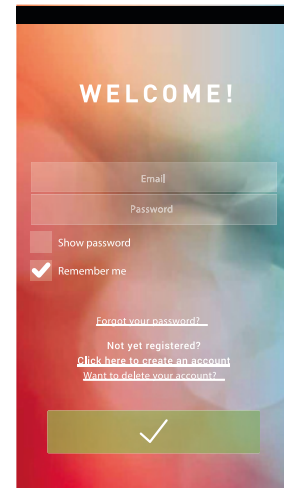 WELCOME!
Email
Password
Show password
Remember me
Forgot your password?
Not yet registered?
Click here to create an account
Want to delete your account?